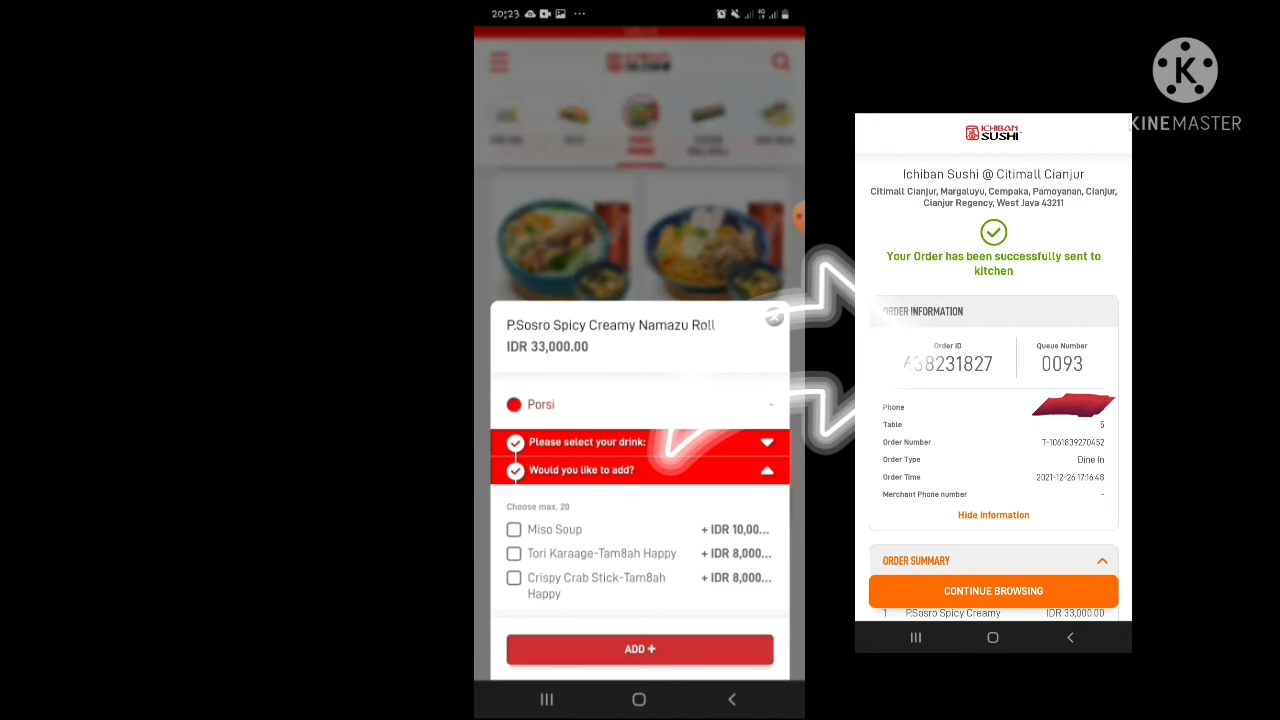 20:23
ICHIBAN
SUSHI
P.Sosro Spicy Creamy Namazu Roll
IDR 33,000.00
Porsi -
Please select your drink:
Would you like to add?
Choose max. 20
Miso Soup + IDR 10,00...
Tori Karaage-Tam8ah Happy + IDR 8,000...
Crispy Crab Stick-Tam8ah + IDR 8,000...
Happy
ADD +
KINEMASTER
ICHIBAN
SUSHI
Ichiban Sushi @ Citimall Cianjur
Citimall Cianjur, Margaluyu, Cempaka, Pamoyanan, Cianjur,
Cianjur Regency, West Java 43211
Your Order has been successfully sent to
kitchen
ORDER INFORMATION
Order ID Queue Number
638231827 0093
Phone
Table 5
Order Number T-1061839270452
Order Type Dine In
Order Time 2021-12-26 17:16:48
Merchant Phone number -
Hide Information
ORDER SUMMARY
CONTINUE BROWSING
1 P.Sosro Spicy Creamy IDR 33,000.00